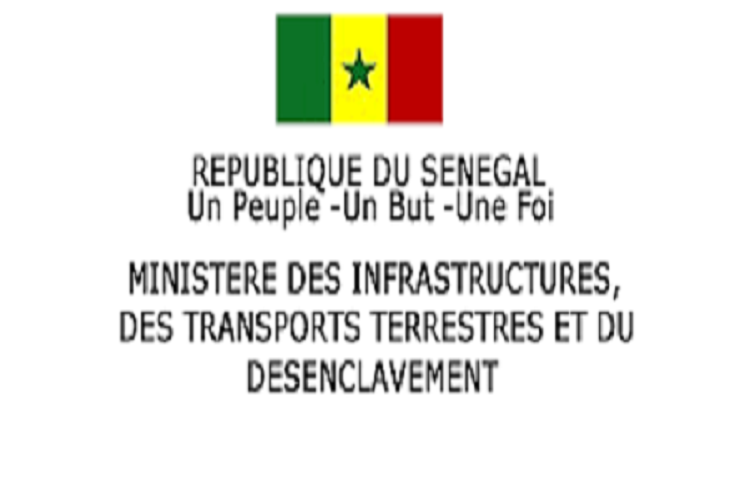 REPUBLIQUE DU SENEGAL
Un Peuple -Un But -Une Foi
MINISTERE DES INFRASTRUCTURES,
DES TRANSPORTS TERRESTRES ET DU
DESENCLAVEMENT